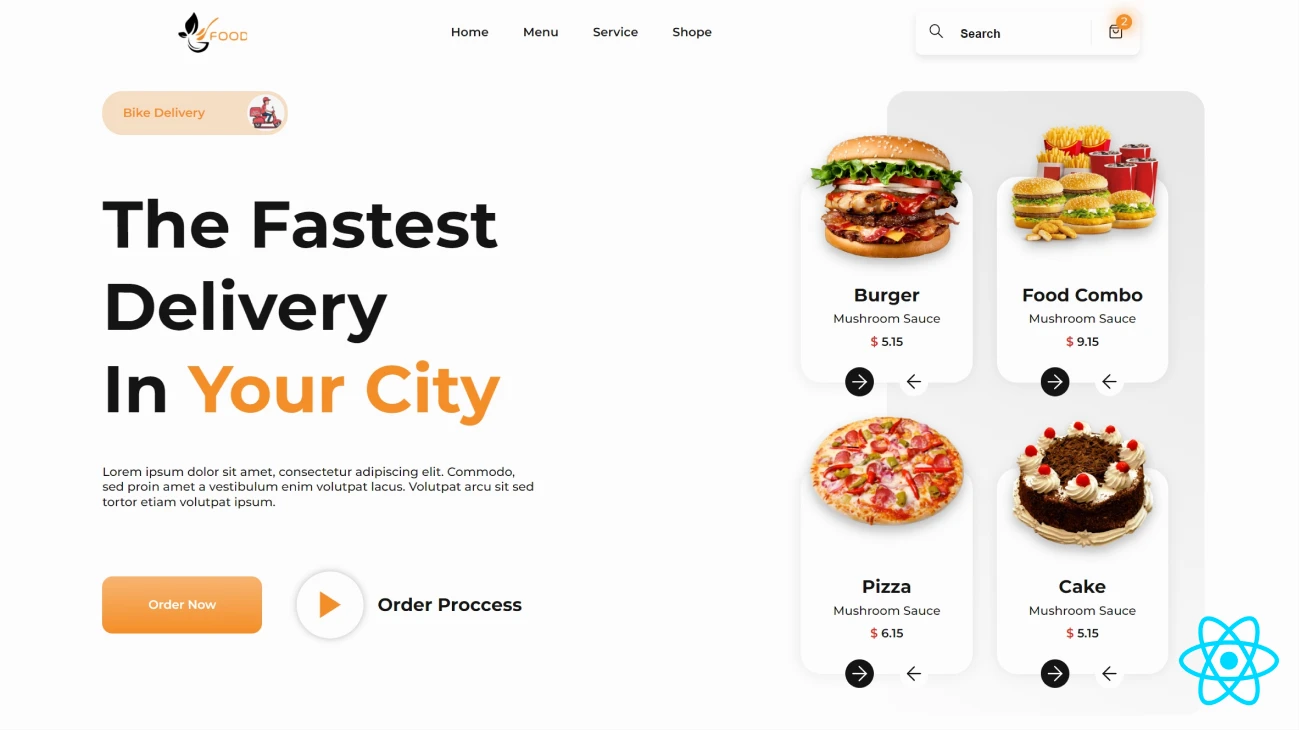 FOOD
Home
Menu
Service
Shope
Search
2
Bike Delivery
The Fastest
Delivery
In Your City
Lorem ipsum dolor sit amet, consectetur adipiscing elit. Commodo,
sed proin amet a vestibulum enim volutpat lacus. Volutpat arcu sit sed
tortor etiam volutpat ipsum.
Order Now
Order Proccess
Burger
Mushroom Sauce
$ 5.15
Food Combo
Mushroom Sauce
$ 9.15
Pizza
Mushroom Sauce
$ 6.15
Cake
Mushroom Sauce
$ 5.15